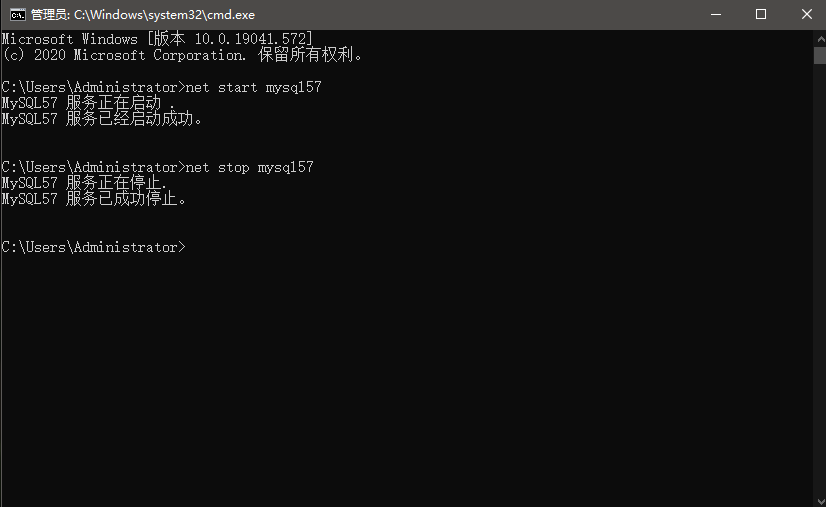 管理员: C:\Windows\system32\cmd.exe
Microsoft Windows [版本 10.0.19041.572]
(c) 2020 Microsoft Corporation. 保留所有权利。
C:\Users\Administrator>net start mysql57
MySQL57 服务正在启动 .
MySQL57 服务已经启动成功。
C:\Users\Administrator>net stop mysql57
MySQL57 服务正在停止.
MySQL57 服务已成功停止。
C:\Users\Administrator>